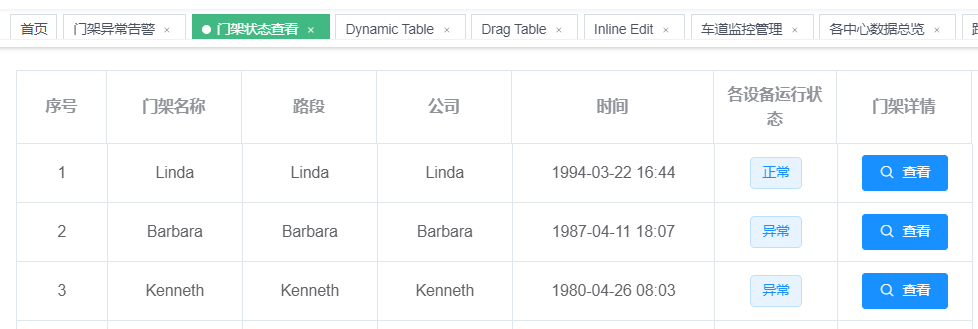 首页 门架异常告警 × 门架状态查看 × Dynamic Table × Drag Table × Inline Edit × 车道监控管理 × 各中心数据总览 ×
序号 门架名称 路段 公司 时间 各设备运行状 门架详情
态
1 Linda Linda Linda 1994-03-22 16:44 正常 查看
2 Barbara Barbara Barbara 1987-04-11 18:07 异常 查看
3 Kenneth Kenneth Kenneth 1980-04-26 08:03 异常 查看